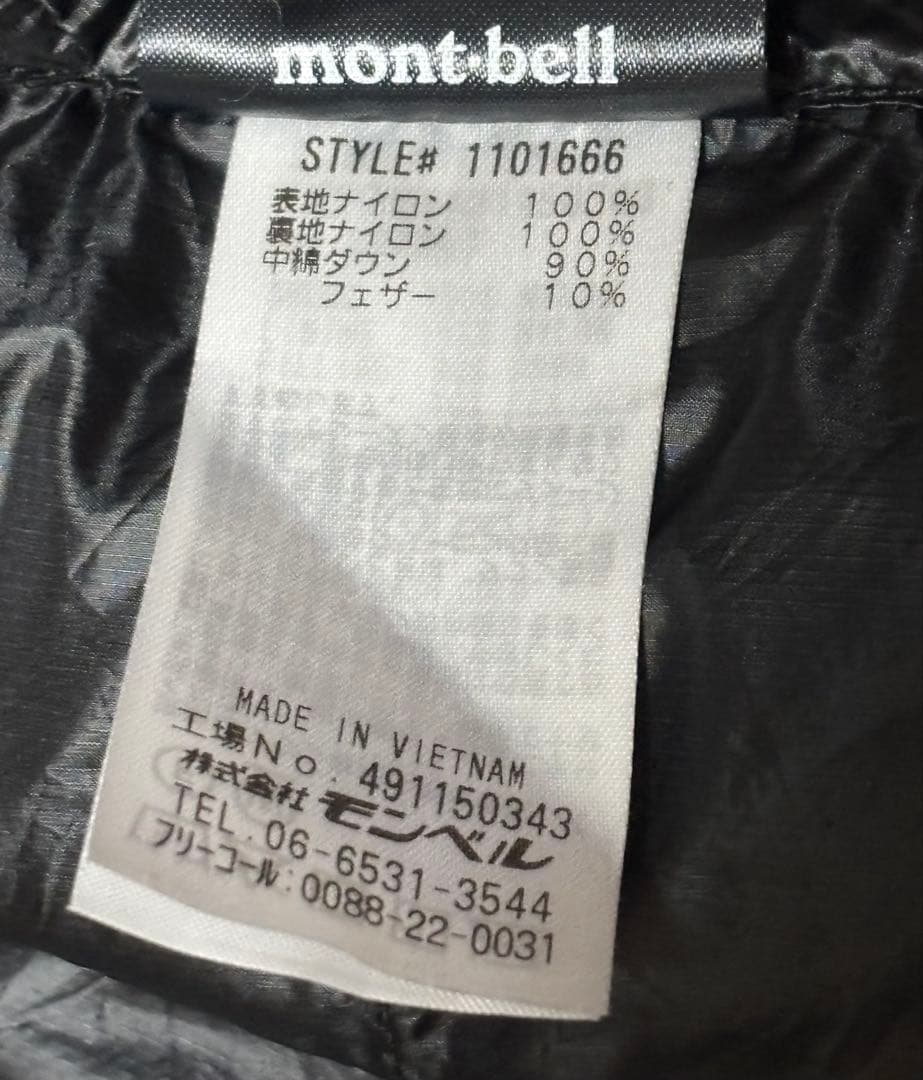 mont-bell
STYLE# 1101666
表地ナイロン 100%
裏地ナイロン 100%
中綿ダウン 90%
フェザー 10%
MADE IN VIETNAM
工場No. 491150343
株式会社モンベル
TEL.06-6531-3544
フリーコール:0088-22-0031